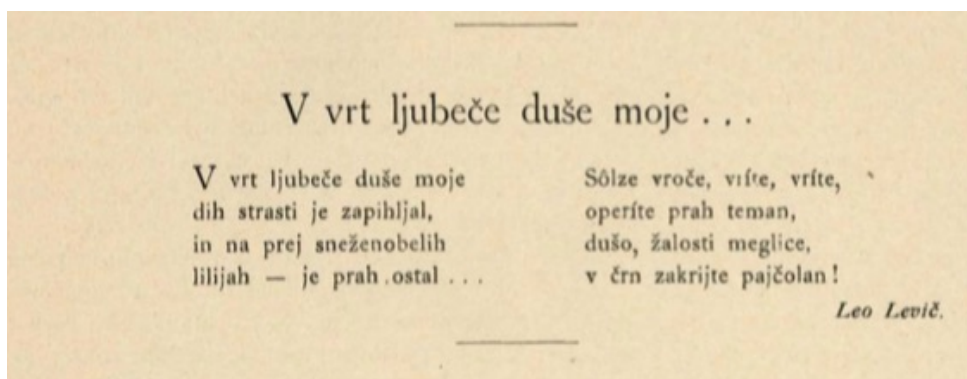 V vrt ljubeče duše moje . . .
V vrt ljubeče duše moje
dih strasti je zapihljal,
in na prej sneženobelih
lilijah — je prah ostal . . .
Sôlze vroče, vríte, vríte,
operíte prah teman,
dušo, žalosti meglice,
v črn zakrijte pajčolan!
Leo Levič.